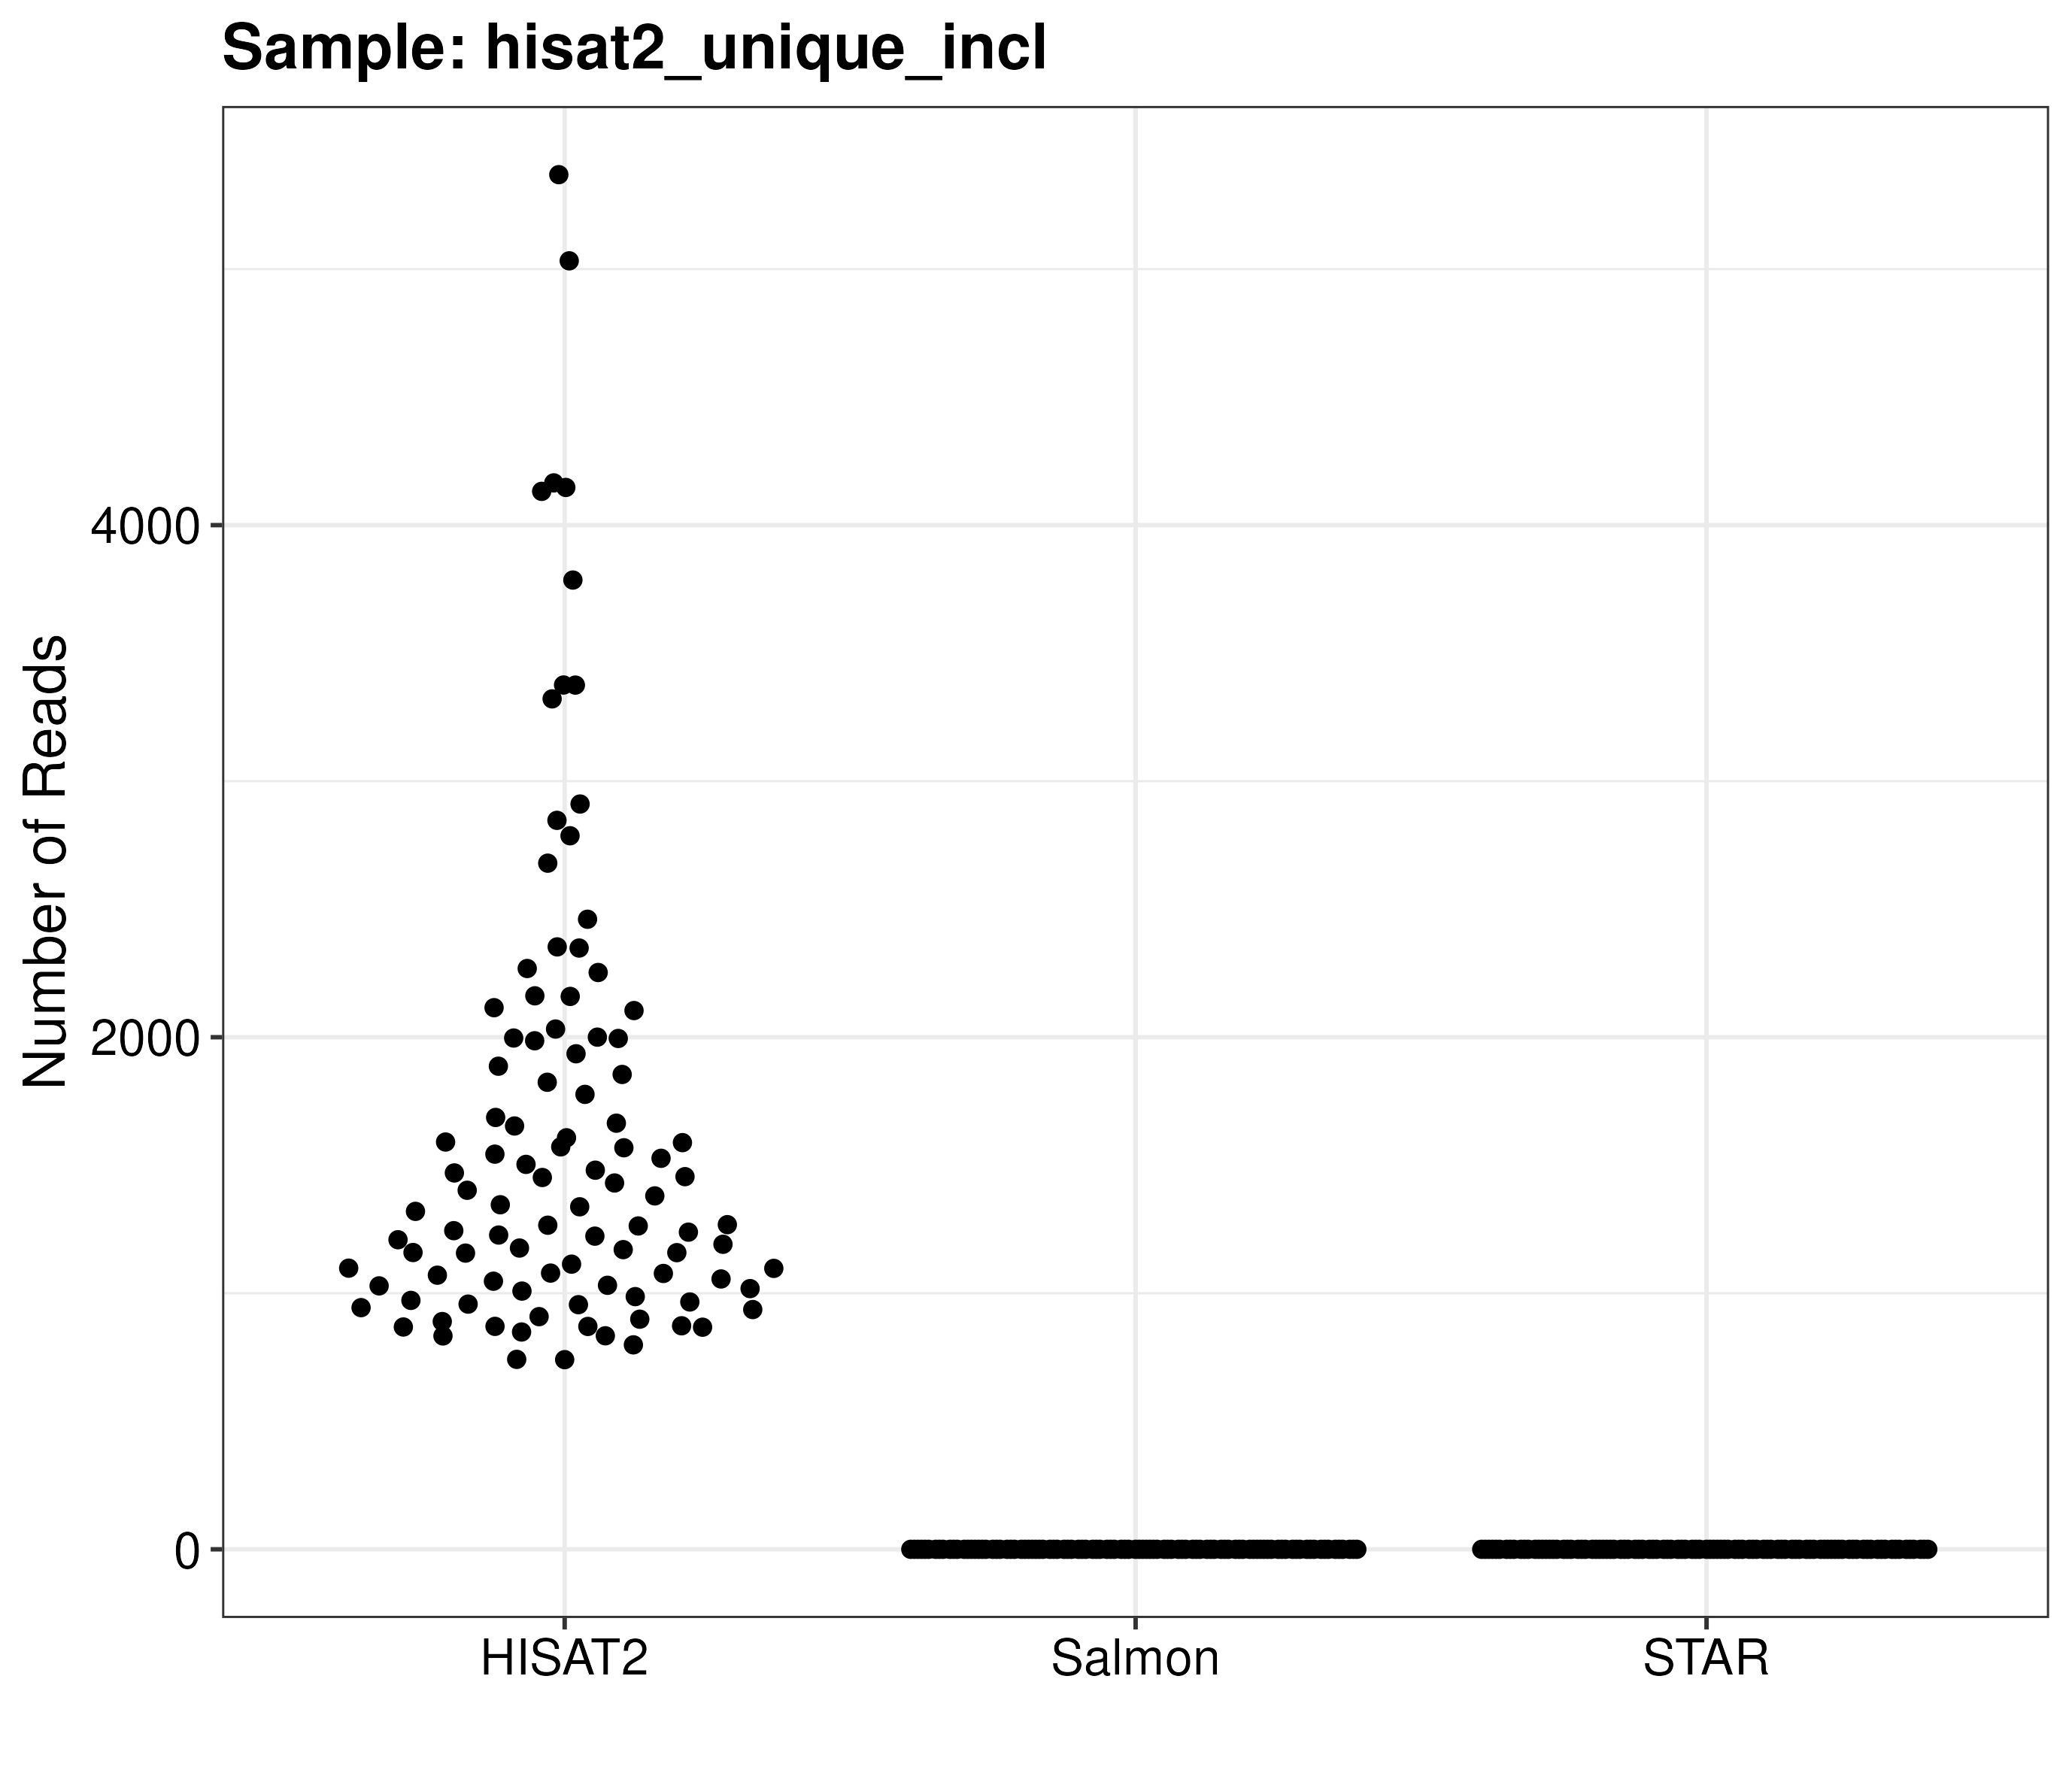 Sample: hisat2_unique_incl
Number of Reads
4000
2000
0
HISAT2
Salmon
STAR